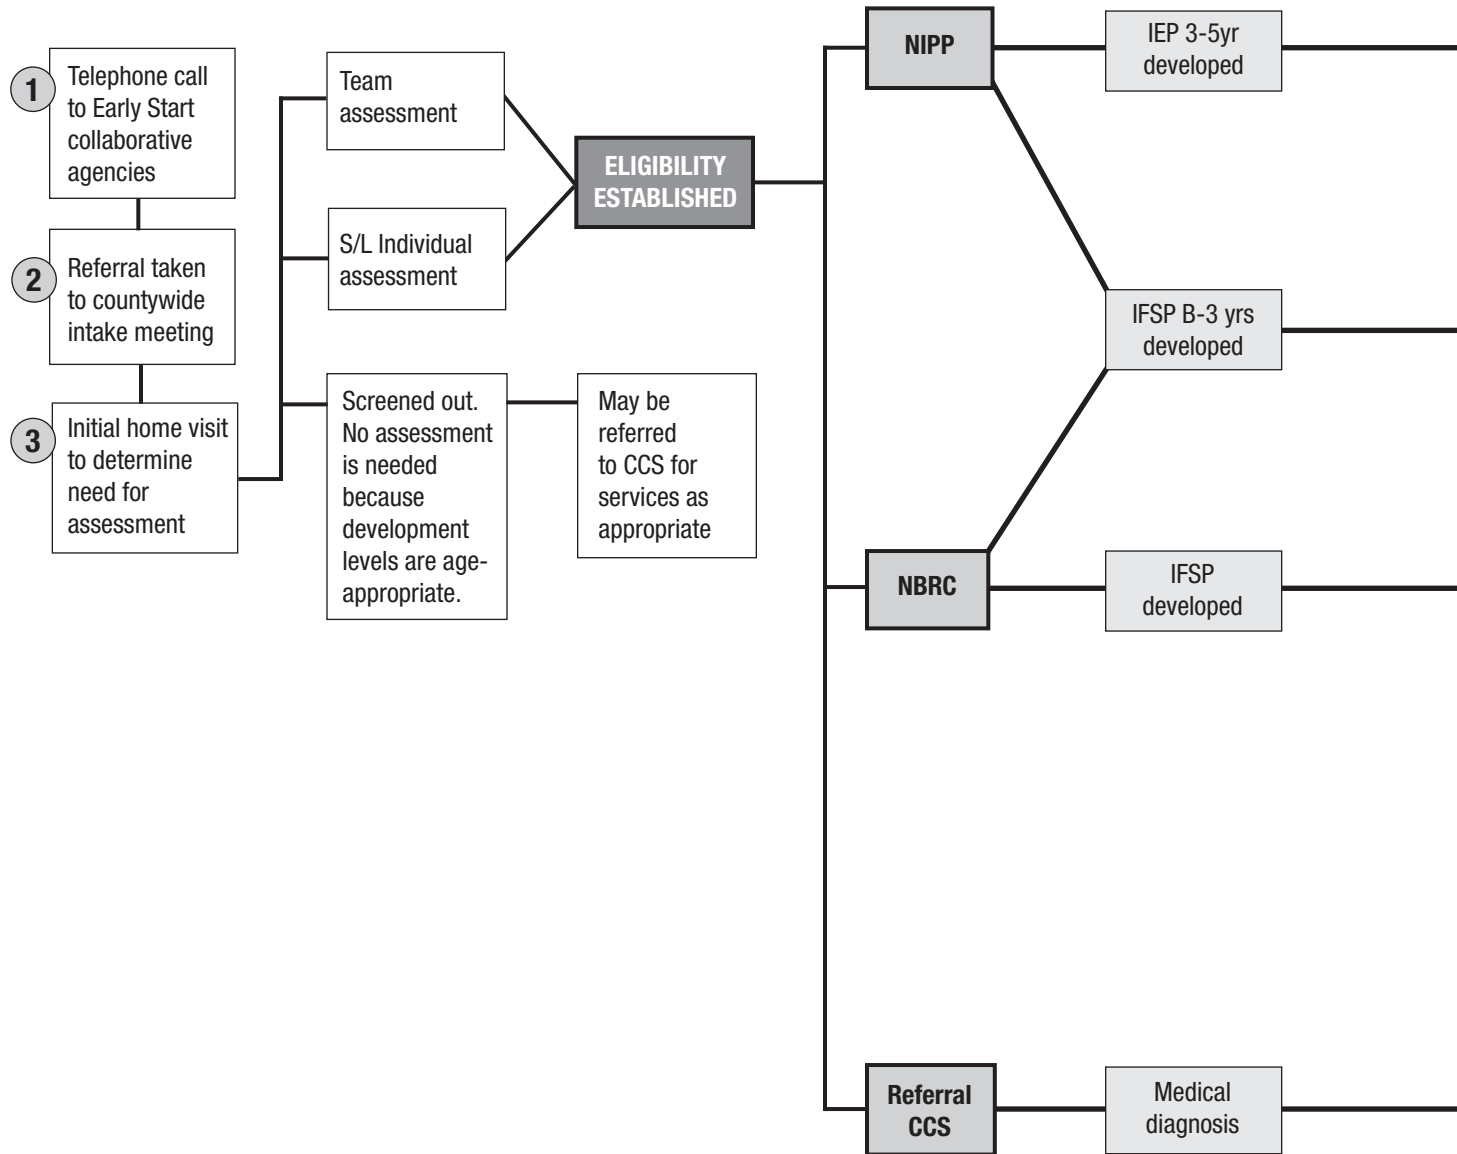 1
Telephone call
to Early Start
collaborative
agencies
2
Referral taken
to countywide
intake meeting
3
Initial home visit
to determine
need for
assessment
Team
assessment
S/L Individual
assessment
Screened out.
No assessment
is needed
because
development
levels are age-
appropriate.
May be
referred
to CCS for
services as
appropriate
ELIGIBILITY
ESTABLISHED
NIPP
IEP 3-5yr
developed
IFSP B-3 yrs
developed
NBRC
IFSP
developed
Referral
CCS
Medical
diagnosis